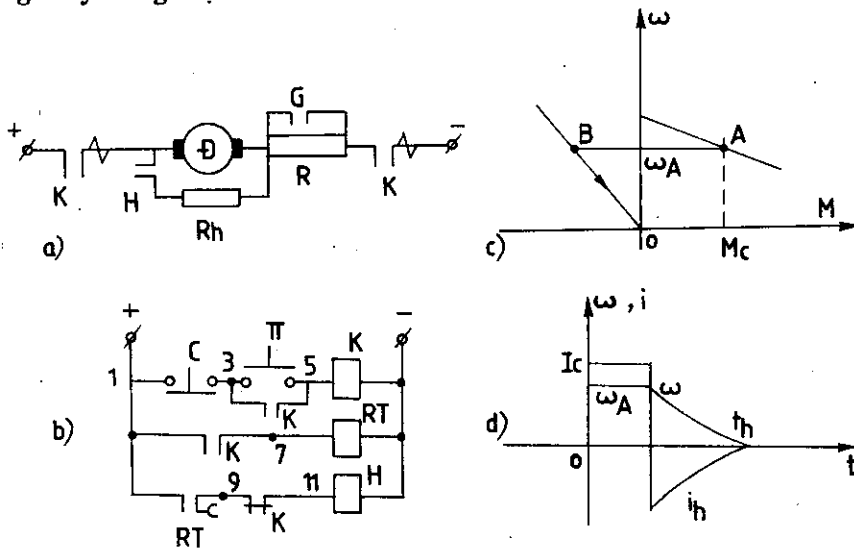 +
K
H
Đ
G
R
K
−
Rh
a)
ω
B
A
ωA
M
o
Mc
c)
+
−
1
C
3
π
5
K
K
b)
K
7
RT
RT
9
K
11
H
ω, i
Ic
ωA
ω
th
d)
o
t
ih